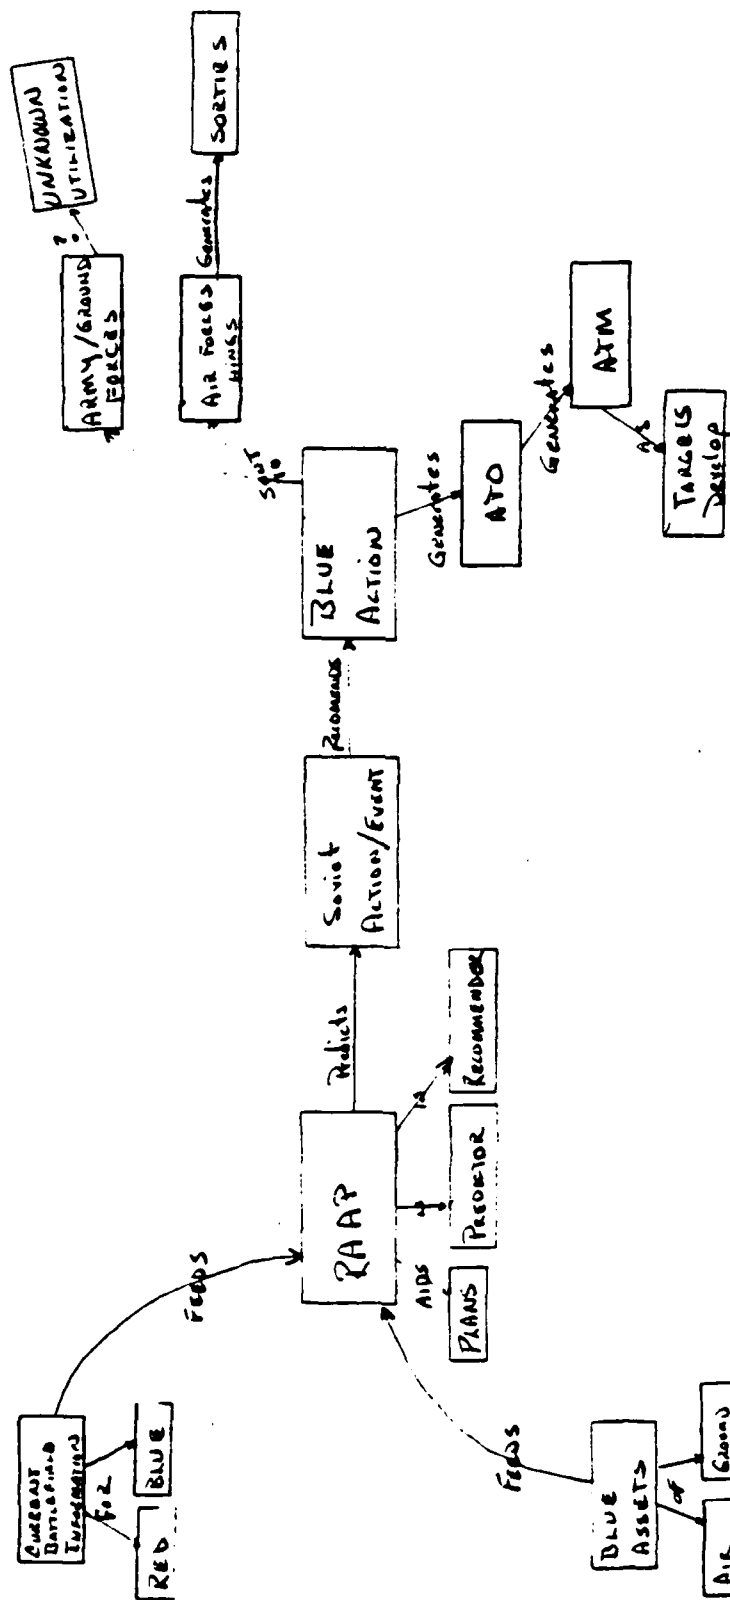 CURRENT
BATTLEFIELD
INFORMATION
FOR
RED
BLUE
FEEDS
BLUE
ASSETS
OF
AIR
GROUND
FEEDS
RAAP
AIDS
PLANS
IS
PREDICTOR
IS
RECOMMENDER
PREDICTS
Soviet
ACTION/EVENT
RECOMENDS
BLUE
ACTION
SENT
TO
ARMY/GROUND
FORCES
?
UNKNOWN
UTILIZATION
AIR FORCES
WINGS
Generates
SORTIES
Generates
ATO
Generates
ATM
AS
TARGETS
Develop